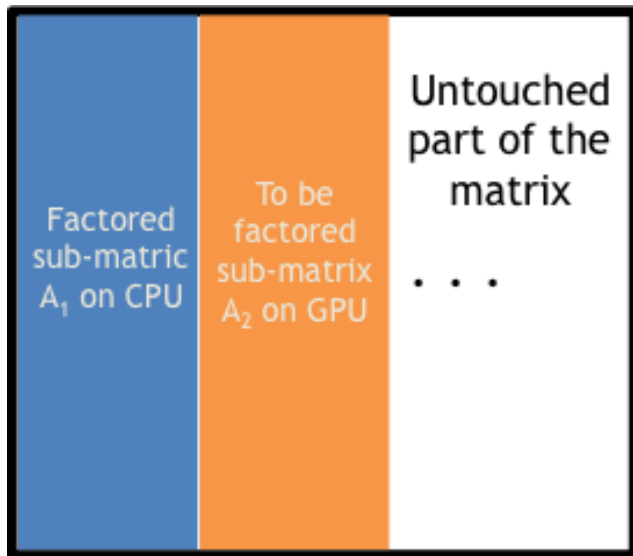 Factored
sub-matric
A₁ on CPU
To be
factored
sub-matrix
A₂ on GPU
Untouched
part of the
matrix
. . .